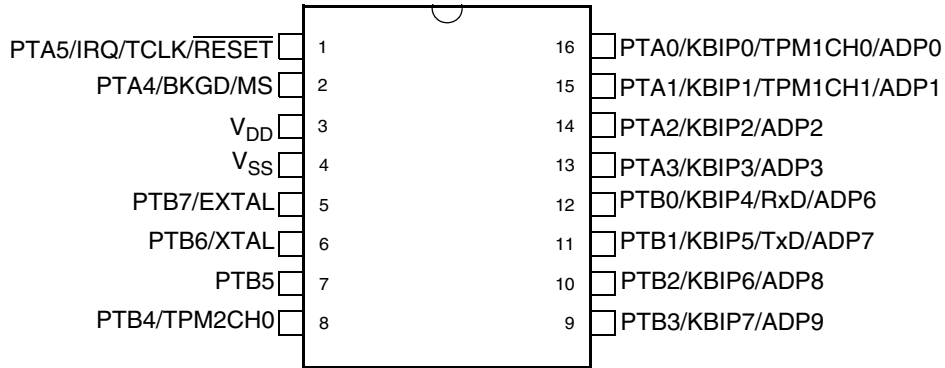 PTA5/IRQ/TCLK/RESET 1 16 PTA0/KBIP0/TPM1CH0/ADP0
PTA4/BKGD/MS 2 15 PTA1/KBIP1/TPM1CH1/ADP1
VDD 3 14 PTA2/KBIP2/ADP2
VSS 4 13 PTA3/KBIP3/ADP3
PTB7/EXTAL 5 12 PTB0/KBIP4/RxD/ADP6
PTB6/XTAL 6 11 PTB1/KBIP5/TxD/ADP7
PTB5 7 10 PTB2/KBIP6/ADP8
PTB4/TPM2CH0 8 9 PTB3/KBIP7/ADP9